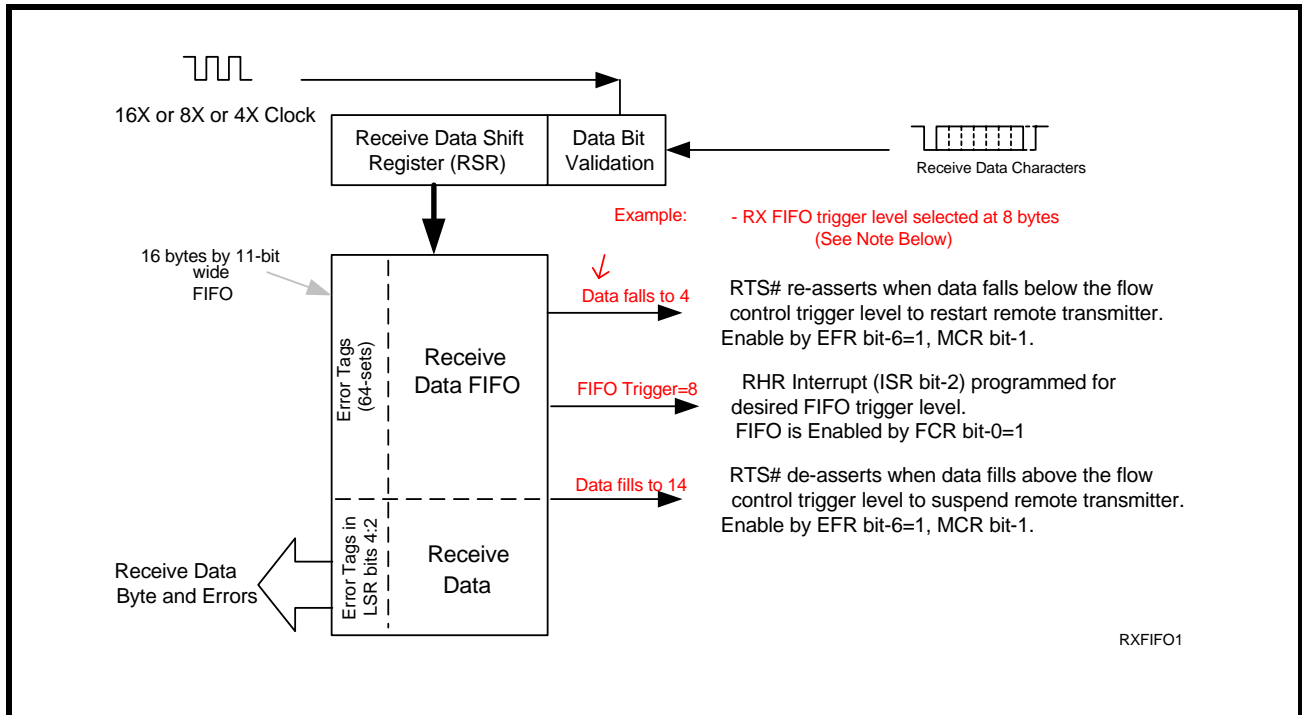 16X or 8X or 4X Clock
Receive Data Shift
Register (RSR)
Data Bit
Validation
Receive Data Characters
Example:
- RX FIFO trigger level selected at 8 bytes
(See Note Below)
16 bytes by 11-bit
wide
FIFO
Data falls to 4
RTS# re-asserts when data falls below the flow
control trigger level to restart remote transmitter.
Enable by EFR bit-6=1, MCR bit-1.
Error Tags
(64-sets)
Receive
Data FIFO
FIFO Trigger=8
RHR Interrupt (ISR bit-2) programmed for
desired FIFO trigger level.
FIFO is Enabled by FCR bit-0=1
Data fills to 14
RTS# de-asserts when data fills above the flow
control trigger level to suspend remote transmitter.
Enable by EFR bit-6=1, MCR bit-1.
Error Tags in
LSR bits 4:2
Receive
Data
Receive Data
Byte and Errors
RXFIFO1